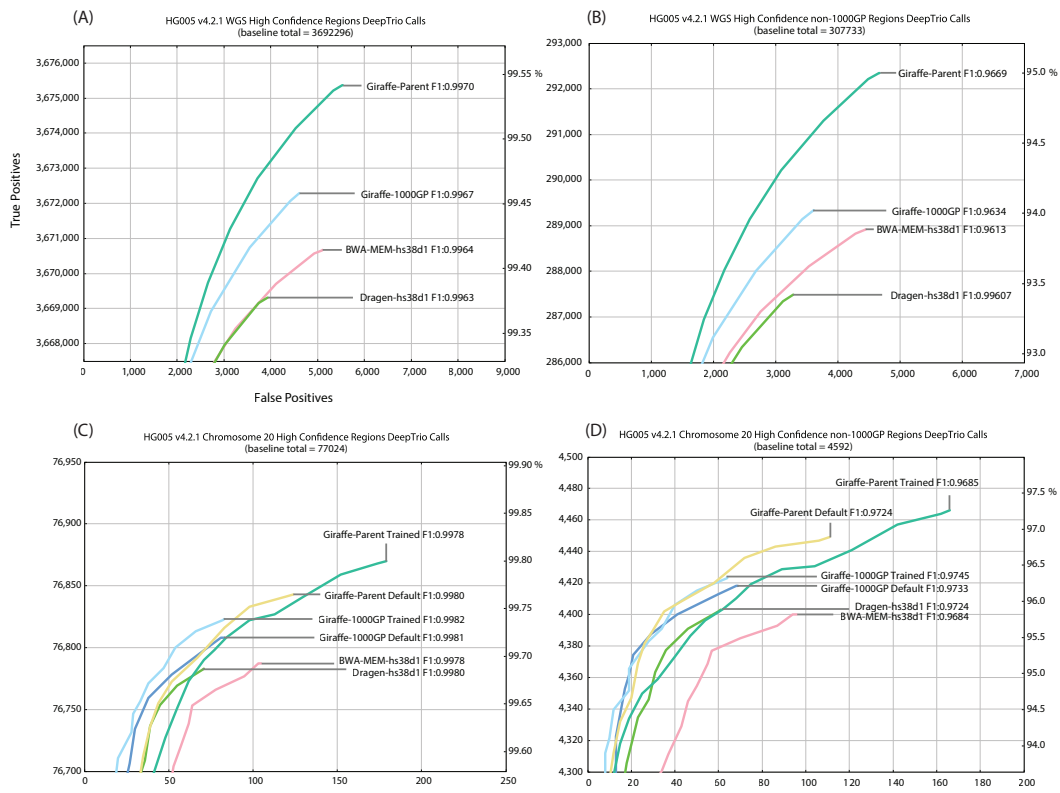 (A)
HG005 v4.2.1 WGS High Confidence Regions DeepTrio Calls
(baseline total = 3692296)
True Positives
3,676,000
3,675,000
3,674,000
3,673,000
3,672,000
3,671,000
3,670,000
3,669,000
3,668,000
99.55 %
99.50
99.45
99.40
99.35
Giraffe-Parent F1:0.9970
Giraffe-1000GP F1:0.9967
BWA-MEM-hs38d1 F1:0.9964
Dragen-hs38d1 F1:0.9963
0
1,000
2,000
3,000
4,000
5,000
6,000
7,000
8,000
9,000
False Positives
(B)
HG005 v4.2.1 WGS High Confidence non-1000GP Regions DeepTrio Calls
(baseline total = 307733)
293,000
292,000
291,000
290,000
289,000
288,000
287,000
286,000
95.0 %
94.5
94.0
93.5
93.0
Giraffe-Parent F1:0.9669
Giraffe-1000GP F1:0.9634
BWA-MEM-hs38d1 F1:0.9613
Dragen-hs38d1 F1:0.99607
0
1,000
2,000
3,000
4,000
5,000
6,000
7,000
(C)
HG005 v4.2.1 Chromosome 20 High Confidence Regions DeepTrio Calls
(baseline total = 77024)
76,950
76,900
76,850
76,800
76,750
76,700
99.90 %
99.85
99.80
99.75
99.70
99.65
99.60
Giraffe-Parent Trained F1:0.9978
Giraffe-Parent Default F1:0.9980
Giraffe-1000GP Trained F1:0.9982
Giraffe-1000GP Default F1:0.9981
BWA-MEM-hs38d1 F1:0.9978
Dragen-hs38d1 F1:0.9980
0
50
100
150
200
250
(D)
HG005 v4.2.1 Chromosome 20 High Confidence non-1000GP Regions DeepTrio Calls
(baseline total = 4592)
4,500
4,480
4,460
4,440
4,420
4,400
4,380
4,360
4,340
4,320
4,300
97.5 %
97.0
96.5
96.0
95.5
95.0
94.5
94.0
Giraffe-Parent Trained F1:0.9685
Giraffe-Parent Default F1:0.9724
Giraffe-1000GP Trained F1:0.9745
Giraffe-1000GP Default F1:0.9733
Dragen-hs38d1 F1:0.9724
BWA-MEM-hs38d1 F1:0.9684
0
20
40
60
80
100
120
140
160
180
200